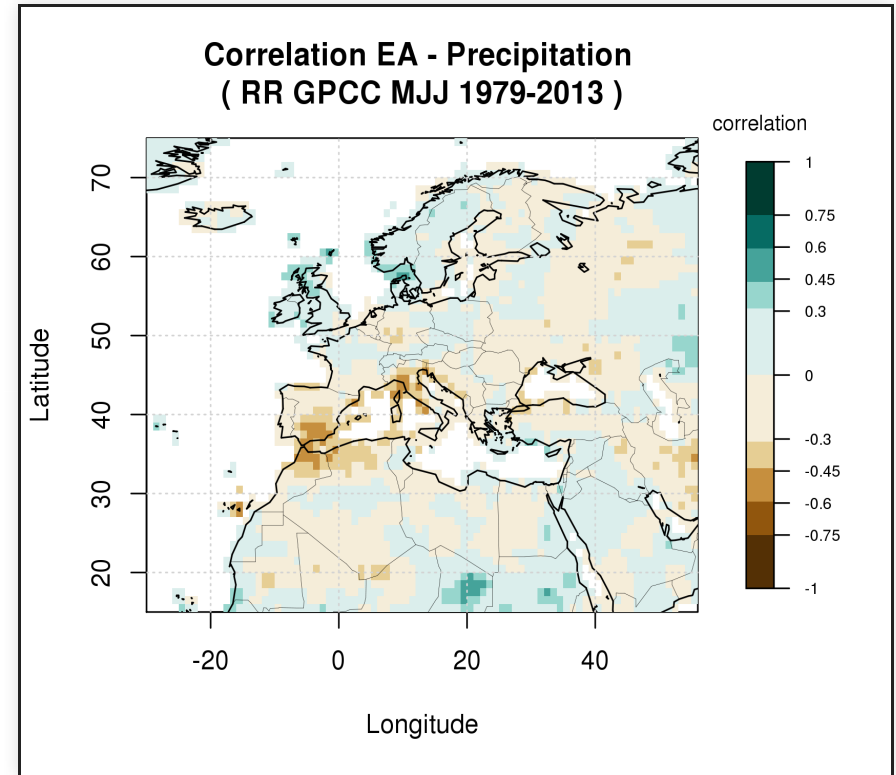 Correlation EA - Precipitation
( RR GPCC MJJ 1979-2013 )
correlation
1
0.75
0.6
0.45
0.3
0
-0.3
-0.45
-0.6
-0.75
-1
Latitude
70
60
50
40
30
20
-20 0 20 40
Longitude